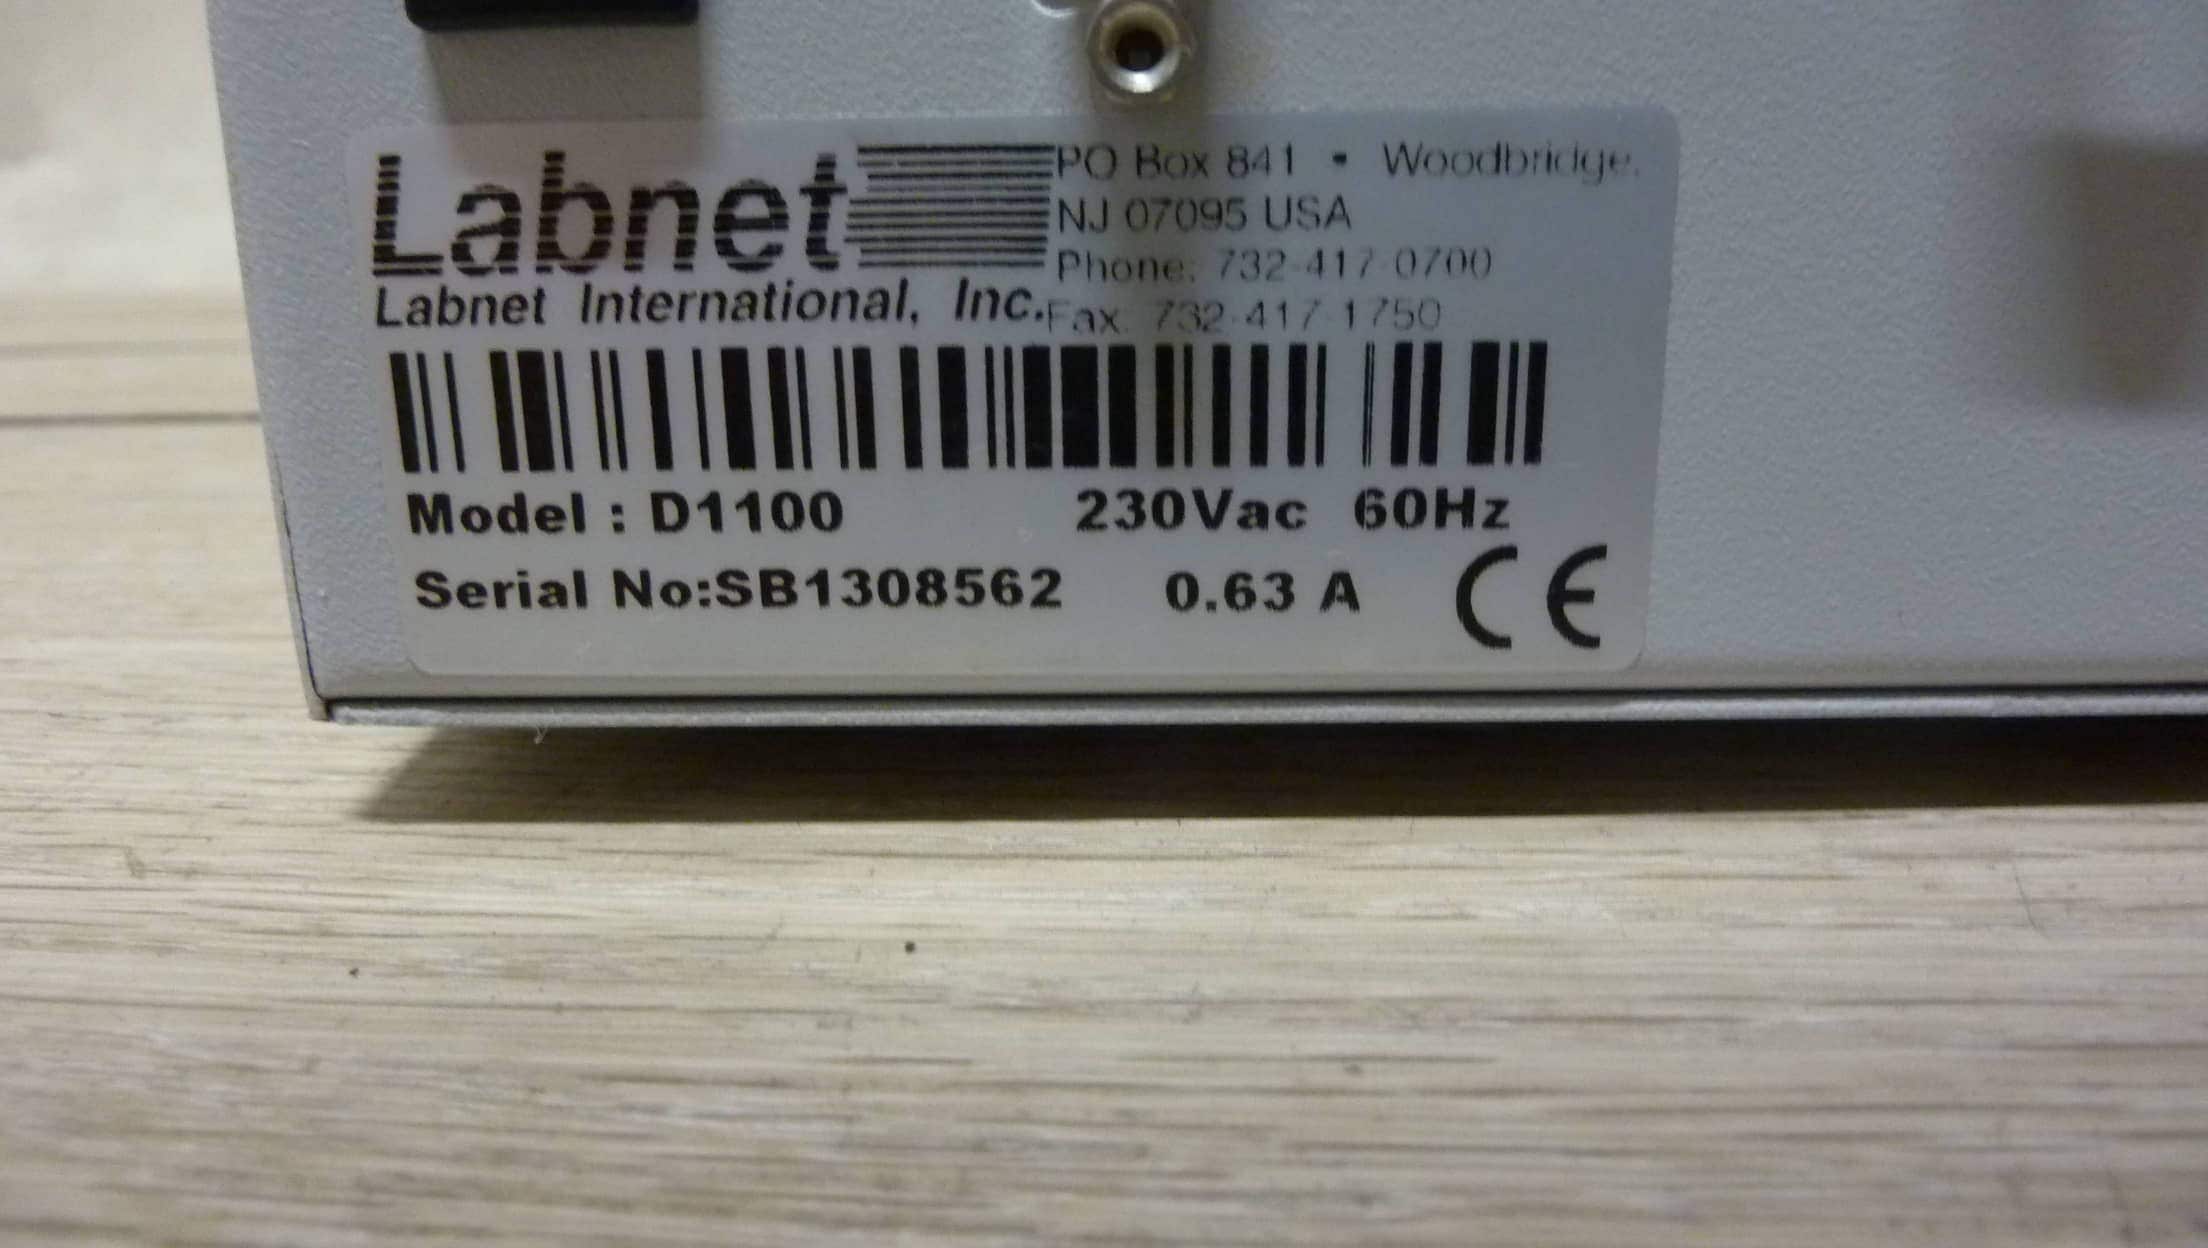 Labnet
Labnet International, Inc.
PO Box 841 • Woodbridge,
NJ 07095 USA
Phone: 732-417-0700
Fax: 732-417-1750
Model : D1100 230Vac 60Hz
Serial No:SB1308562 0.63 A
CE